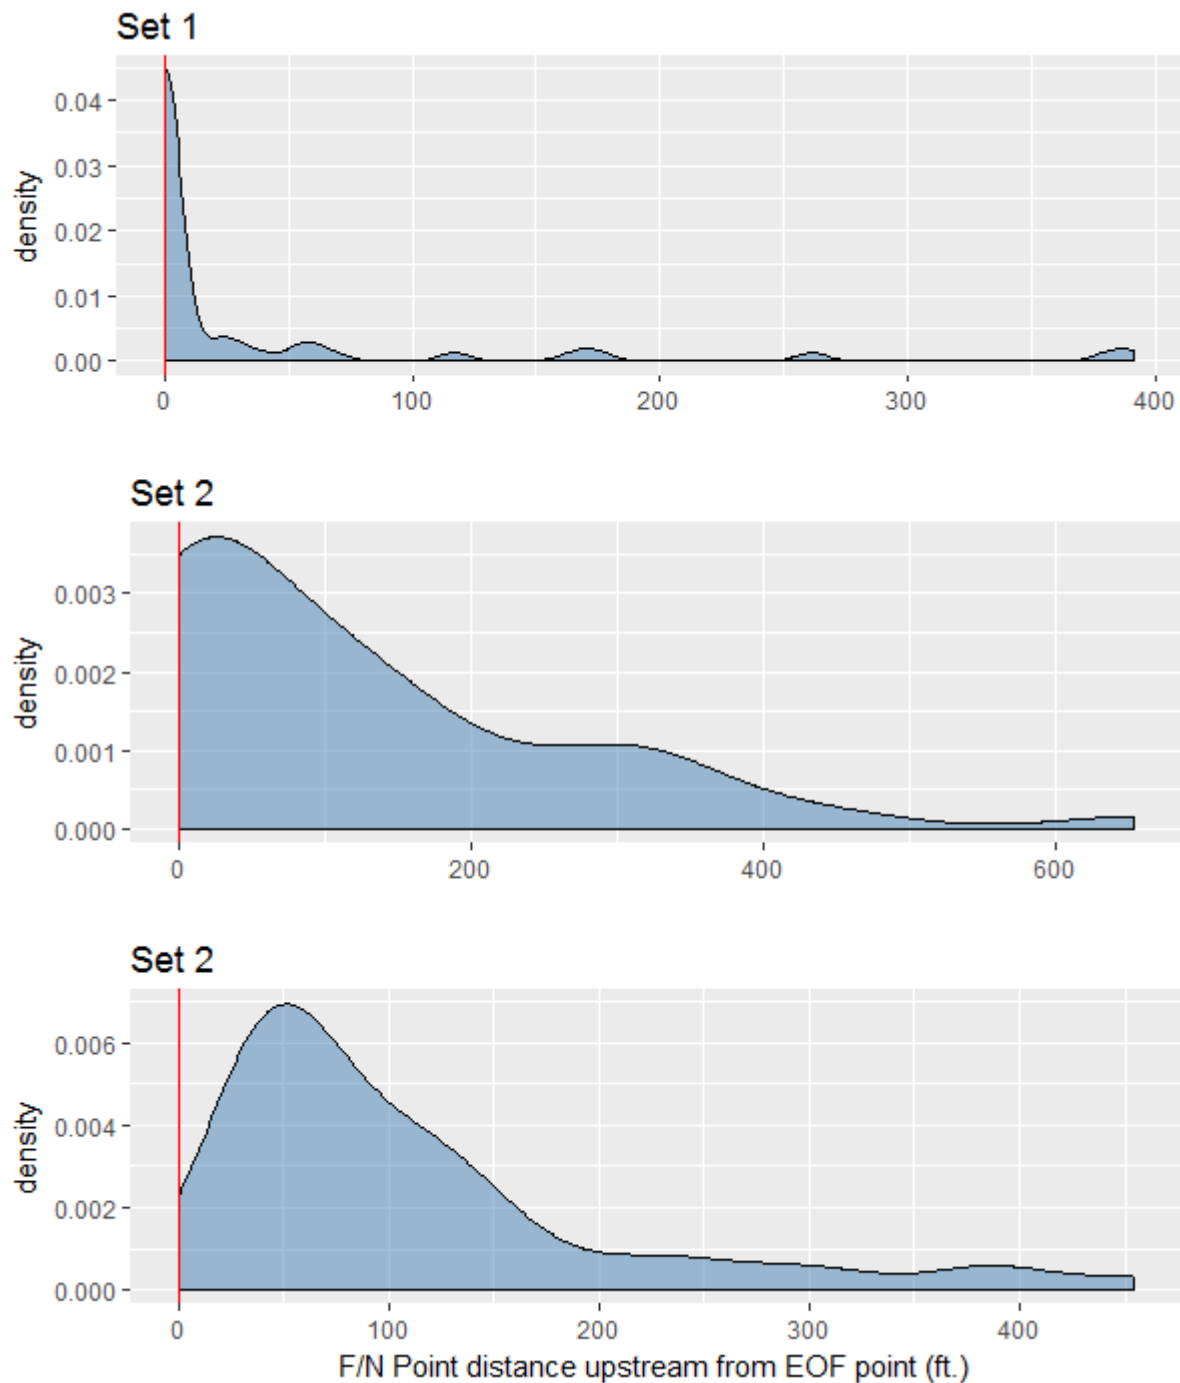 Set 1
0.04
0.03
0.02
0.01
0.00
density
0 100 200 300 400
Set 2
0.003
0.002
0.001
0.000
density
0 200 400 600
Set 2
0.006
0.004
0.002
0.000
density
0 100 200 300 400
F/N Point distance upstream from EOF point (ft.)